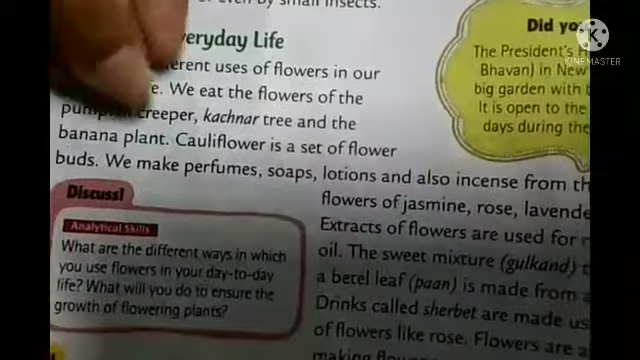 or even by small insects.
eryday Life
erent uses of flowers in our
e. We eat the flowers of the
pumpkin creeper, kachnar tree and the
banana plant. Cauliflower is a set of flower
buds. We make perfumes, soaps, lotions and also incense from th
flowers of jasmine, rose, lavende
Extracts of flowers are used for
oil. The sweet mixture (gulkand)
a betel leaf (paan) is made from
Drinks called sherbet are made us
of flowers like rose. Flowers are a
making
Discuss!
Analytical Skills
What are the different ways in which
you use flowers in your day-to-day
life? What will you do to ensure the
growth of flowering plants?
Did yo
The President's H
Bhavan) in New
big garden with
It is open to the
days during the
KINEMASTER